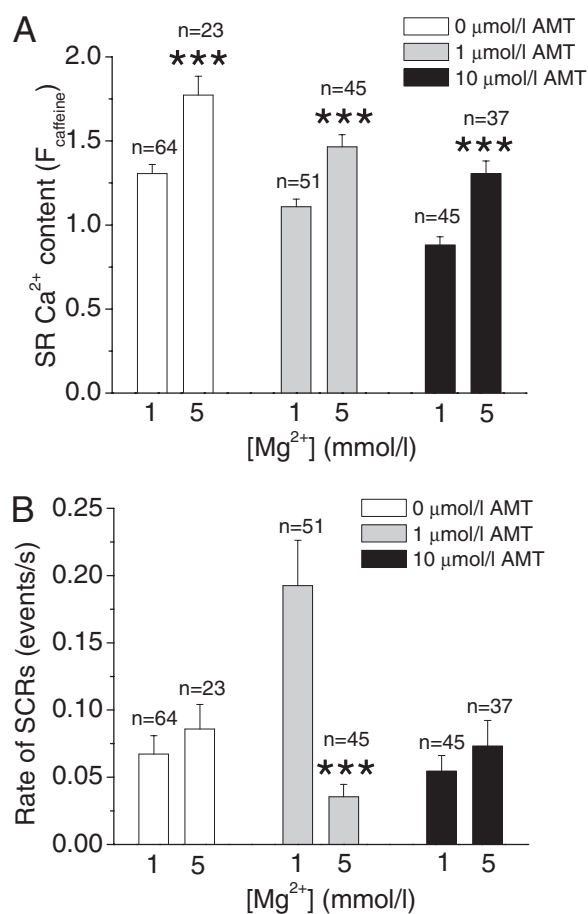 A
0 μmol/l AMT
1 μmol/l AMT
10 μmol/l AMT
SR Ca²⁺ content (F_caffeine)
2.0
1.5
1.0
0.5
0.0
n=64
n=23
***
n=51
n=45
***
n=45
n=37
***
1 5 1 5 1 5
[Mg²⁺] (mmol/l)
B
0 μmol/l AMT
1 μmol/l AMT
10 μmol/l AMT
Rate of SCRs (events/s)
0.25
0.20
0.15
0.10
0.05
0.00
n=64
n=23
n=51
n=45
***
n=45
n=37
1 5 1 5 1 5
[Mg²⁺] (mmol/l)